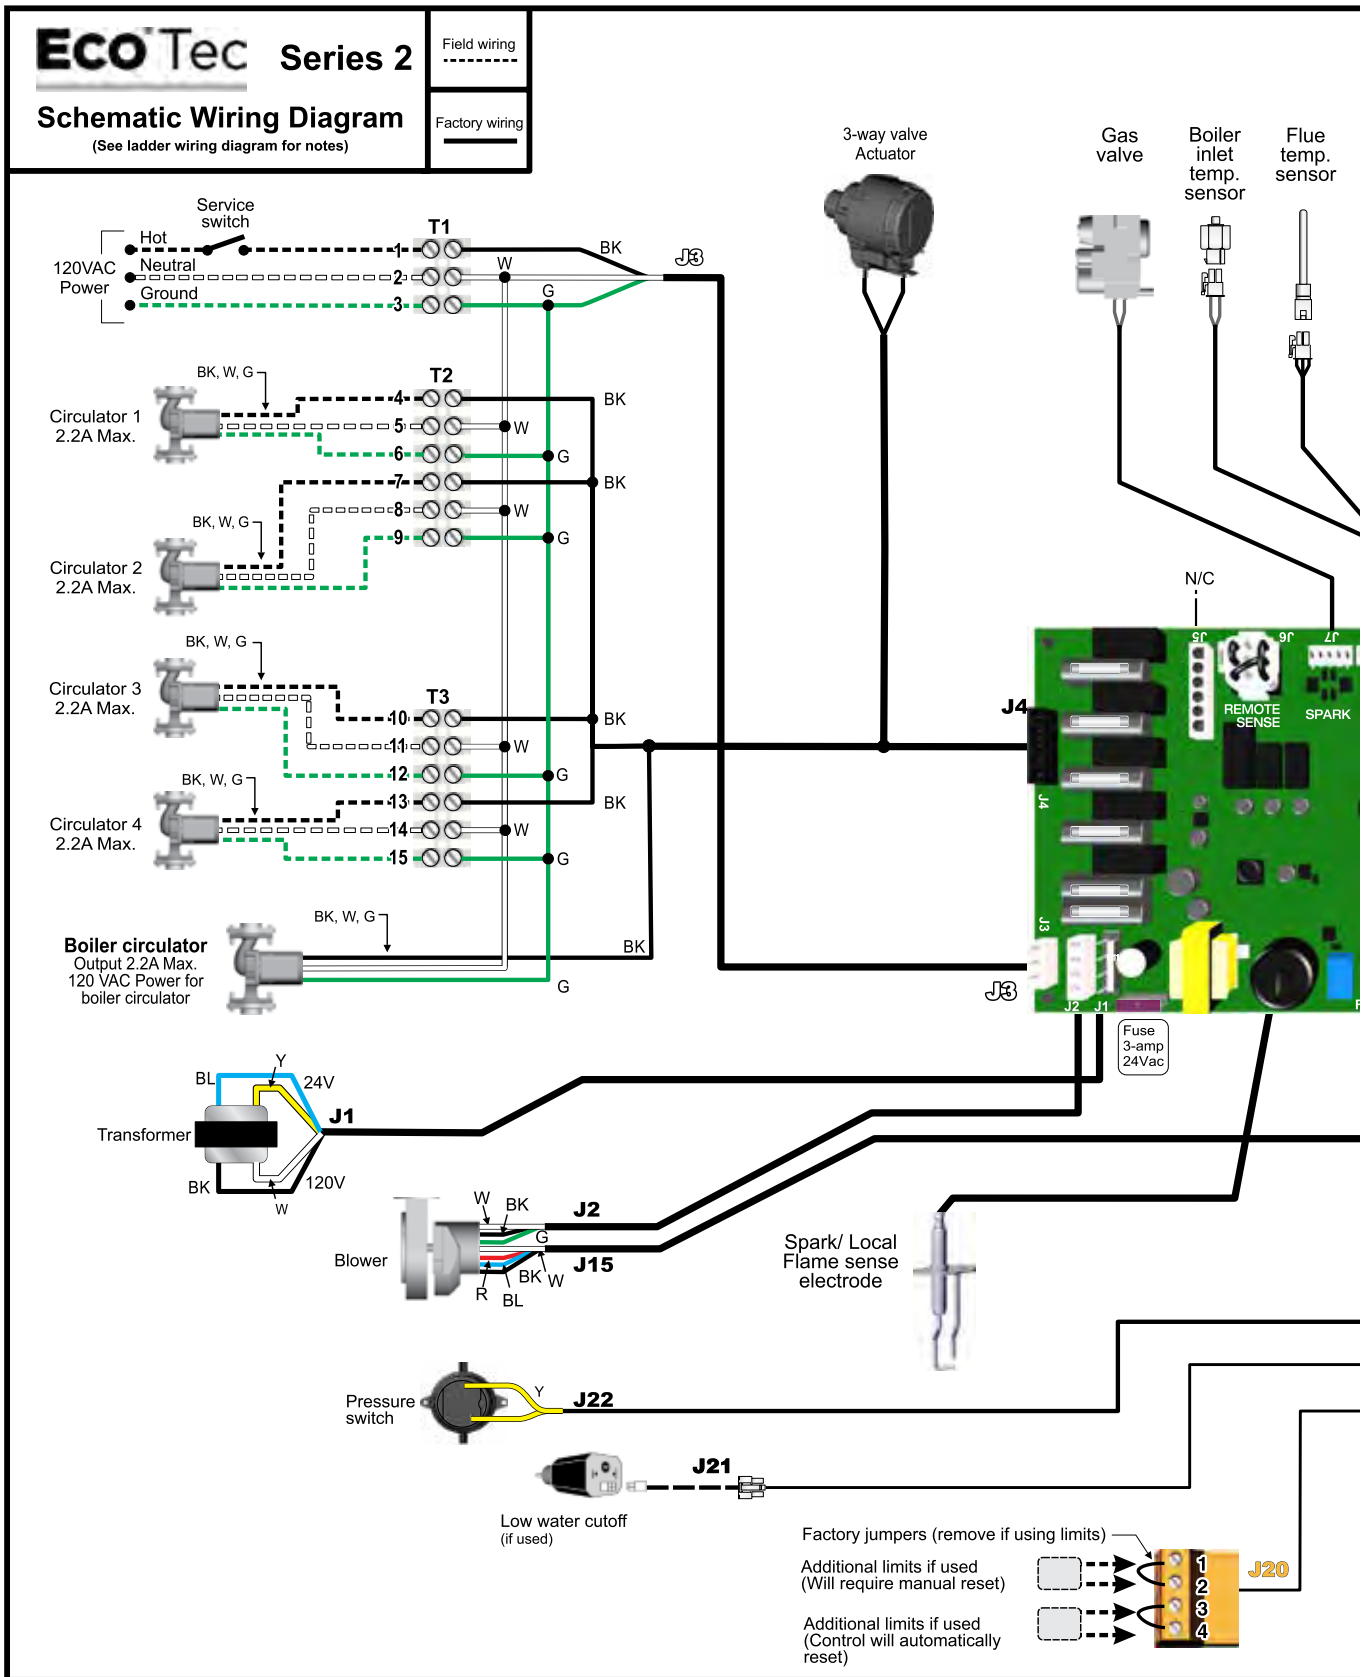 ECO Tec Series 2
Schematic Wiring Diagram
(See ladder wiring diagram for notes)
Field wiring
Factory wiring
3-way valve
Actuator
Gas
valve
Boiler
inlet
temp.
sensor
Flue
temp.
sensor
Service
switch
T1
Hot
1
BK
120VAC
Power
Neutral
2
W
J3
Ground
3
G
BK, W, G
T2
Circulator 1
2.2A Max.
4
BK
5
W
6
G
7
BK
BK, W, G
8
W
9
G
Circulator 2
2.2A Max.
BK, W, G
Circulator 3
2.2A Max.
T3
10
BK
11
W
12
G
BK, W, G
13
BK
Circulator 4
2.2A Max.
14
W
15
G
BK, W, G
Boiler circulator
Output 2.2A Max.
120 VAC Power for
boiler circulator
BK
G
N/C
J5
J6
J7
REMOTE
SENSE
SPARK
J4
J4
J3
J3
J2
J1
Fuse
3-amp
24Vac
Y
BL
24V
J1
Transformer
BK
120V
W
W
BK
J2
G
Blower
J15
BK
W
R
BL
Spark/ Local
Flame sense
electrode
Pressure
switch
Y
J22
J21
Low water cutoff
(if used)
Factory jumpers (remove if using limits)
Additional limits if used
(Will require manual reset)
1
2
J20
3
4
Additional limits if used
(Control will automatically
reset)